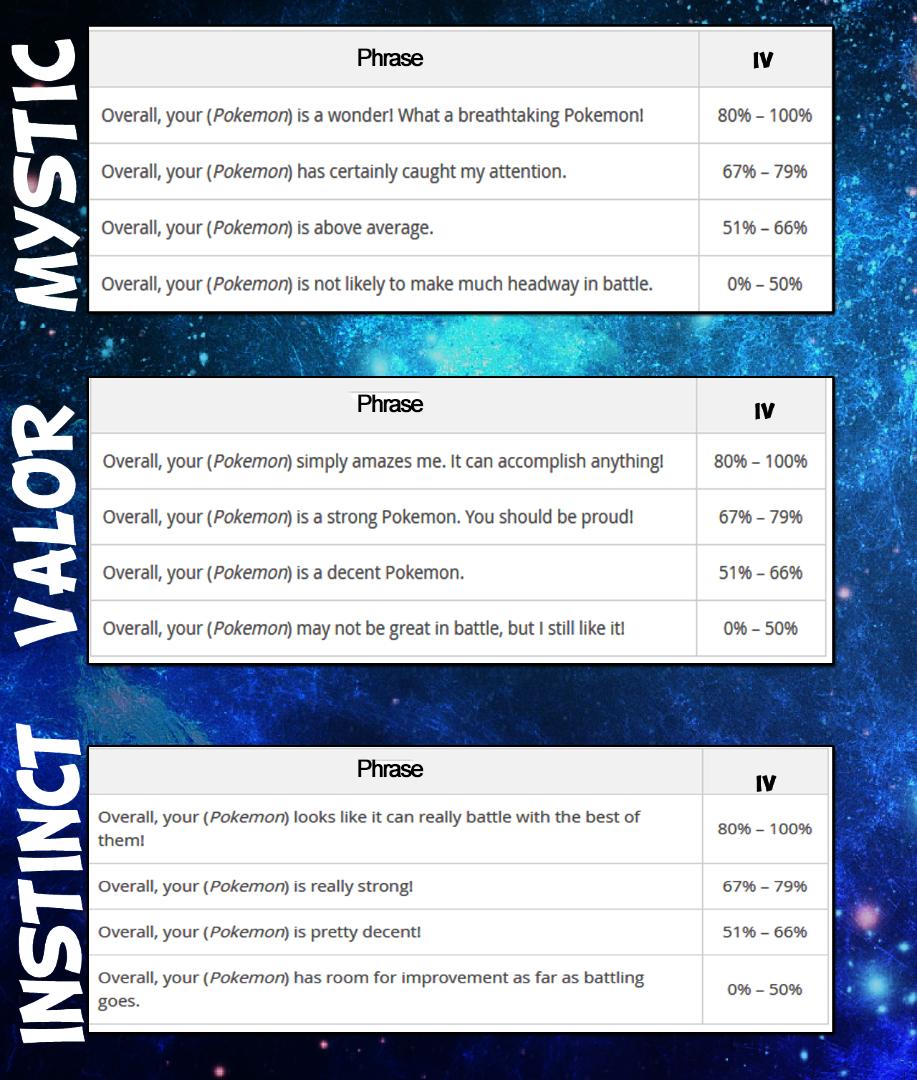 MYSTIC
Phrase IV
Overall, your (Pokemon) is a wonder! What a breathtaking Pokemon! 80% – 100%
Overall, your (Pokemon) has certainly caught my attention. 67% – 79%
Overall, your (Pokemon) is above average. 51% – 66%
Overall, your (Pokemon) is not likely to make much headway in battle. 0% – 50%
VALOR
Phrase IV
Overall, your (Pokemon) simply amazes me. It can accomplish anything! 80% – 100%
Overall, your (Pokemon) is a strong Pokemon. You should be proud! 67% – 79%
Overall, your (Pokemon) is a decent Pokemon. 51% – 66%
Overall, your (Pokemon) may not be great in battle, but I still like it! 0% – 50%
INSTINCT
Phrase IV
Overall, your (Pokemon) looks like it can really battle with the best of
them! 80% – 100%
Overall, your (Pokemon) is really strong! 67% – 79%
Overall, your (Pokemon) is pretty decent! 51% – 66%
Overall, your (Pokemon) has room for improvement as far as battling
goes. 0% – 50%